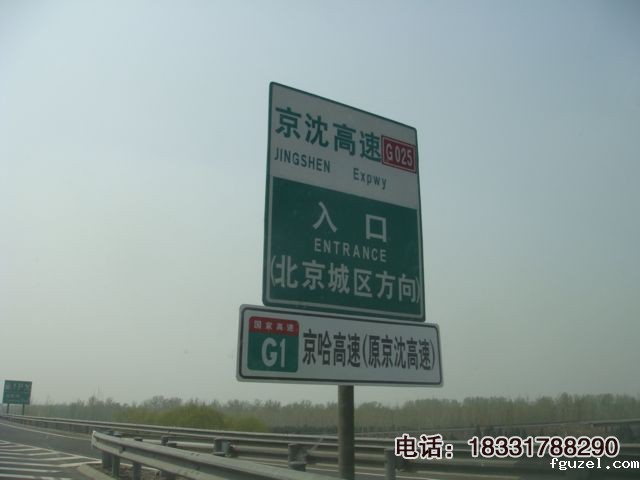 京沈高速 G025
JINGSHEN Expwy
入口
ENTRANCE
(北京城区方向)
国家高速
G1 京哈高速(原京沈高速)
电话：18331788290
fguzel.com